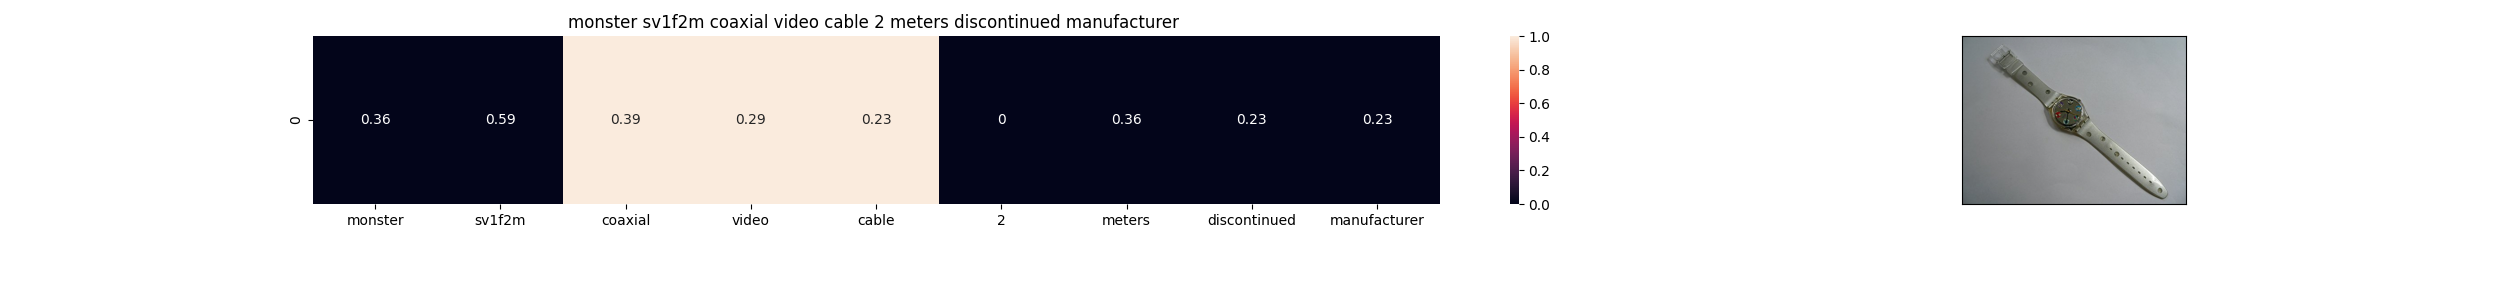 monster sv1f2m coaxial video cable 2 meters discontinued manufacturer
1.0
0.8
0.6
0.4
0.2
0.0
0
0.36 0.59 0.39 0.29 0.23 0 0.36 0.23 0.23
monster sv1f2m coaxial video cable 2 meters discontinued manufacturer